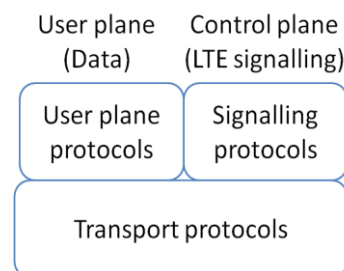 User plane
(Data)
Control plane
(LTE signalling)
User plane
protocols
Signalling
protocols
Transport protocols